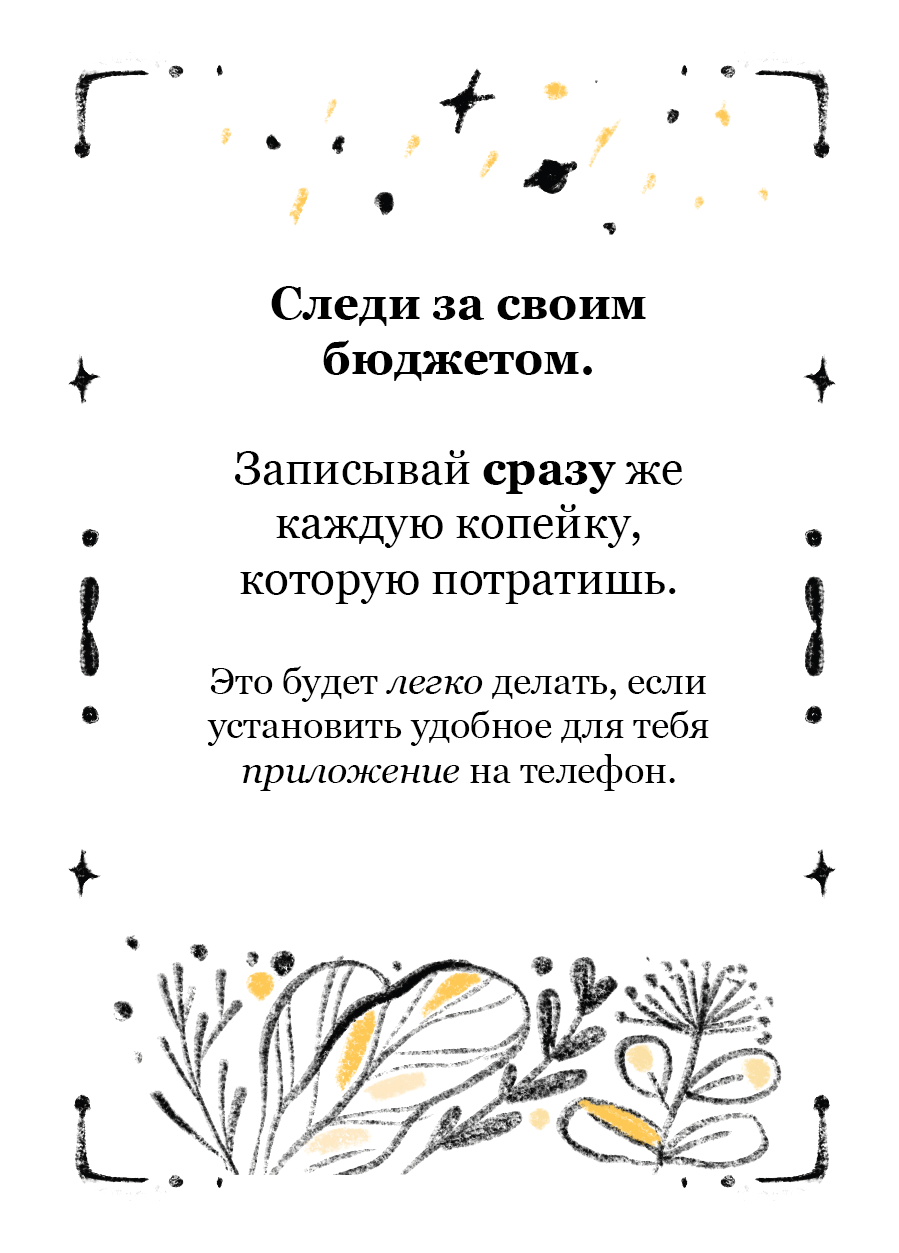 Следи за своим
бюджетом.
Записывай сразу же
каждую копейку,
которую потратишь.
Это будет легко делать, если
установить удобное для тебя
приложение на телефон.